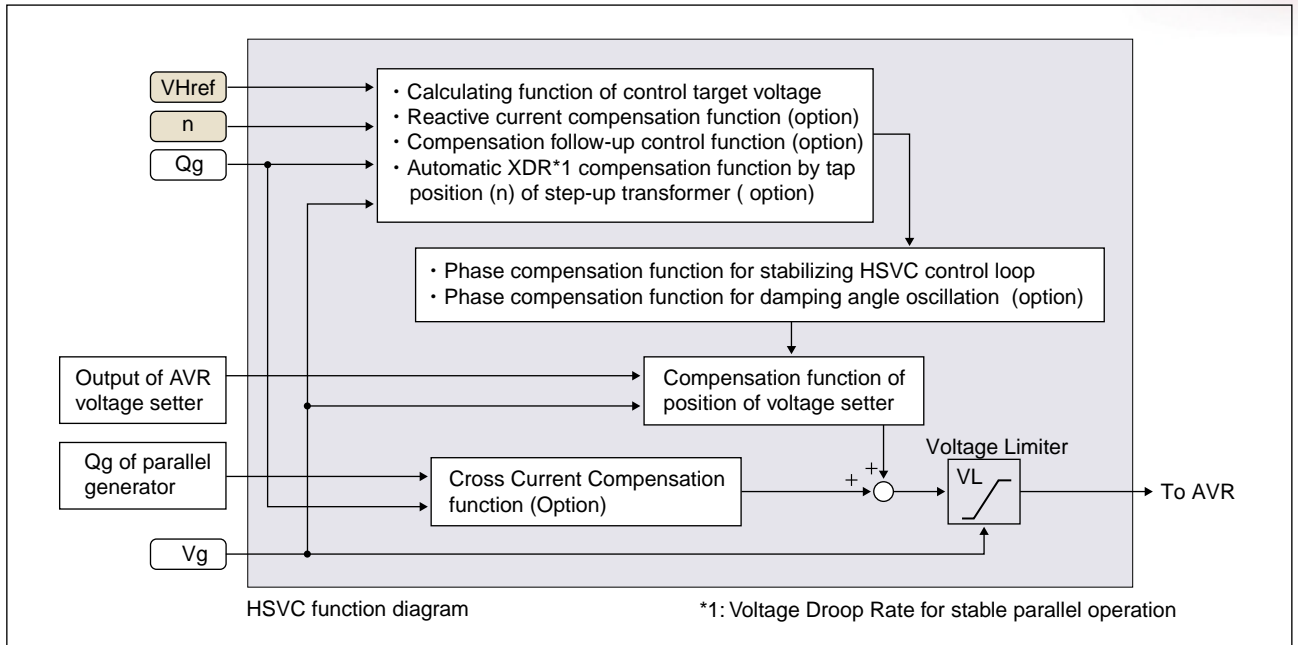 VHref
n
Qg
・Calculating function of control target voltage
・Reactive current compensation function (option)
・Compensation follow-up control function (option)
・Automatic XDR*1 compensation function by tap
position (n) of step-up transformer ( option)
・Phase compensation function for stabilizing HSVC control loop
・Phase compensation function for damping angle oscillation (option)
Output of AVR
voltage setter
Compensation function of
position of voltage setter
Qg of parallel
generator
Cross Current Compensation
function (Option)
+
+
Voltage Limiter
VL
To AVR
Vg
HSVC function diagram
*1: Voltage Droop Rate for stable parallel operation